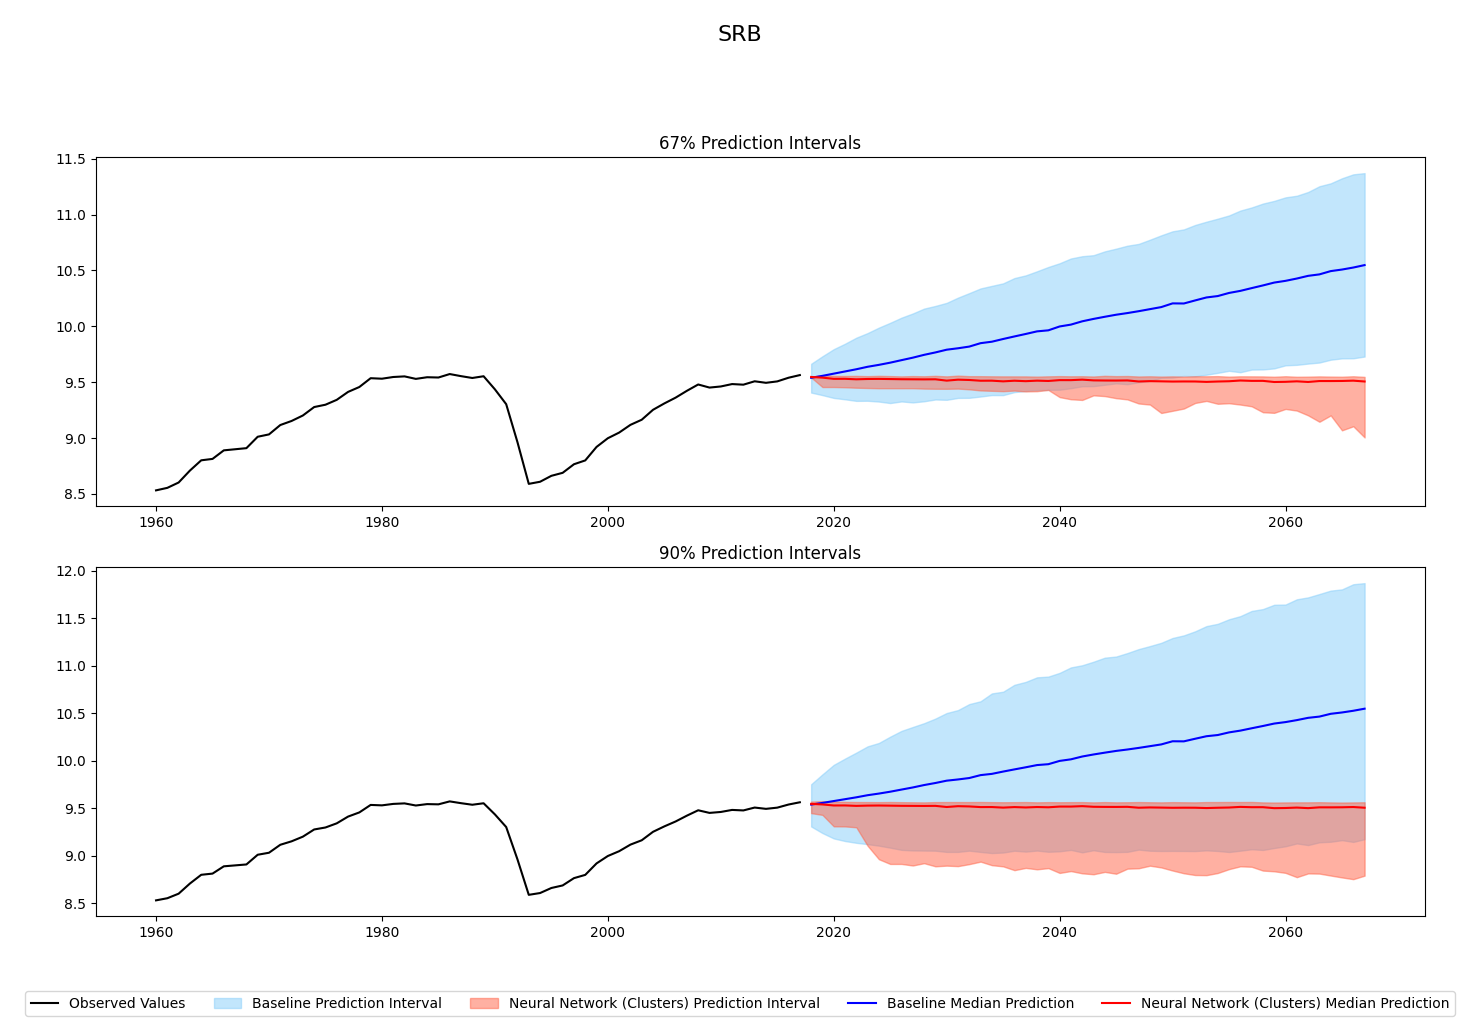 SRB
67% Prediction Intervals
11.5
11.0
10.5
10.0
9.5
9.0
8.5
1960 1980 2000 2020 2040 2060
90% Prediction Intervals
12.0
11.5
11.0
10.5
10.0
9.5
9.0
8.5
1960 1980 2000 2020 2040 2060
Observed Values Baseline Prediction Interval Neural Network (Clusters) Prediction Interval Baseline Median Prediction Neural Network (Clusters) Median Prediction